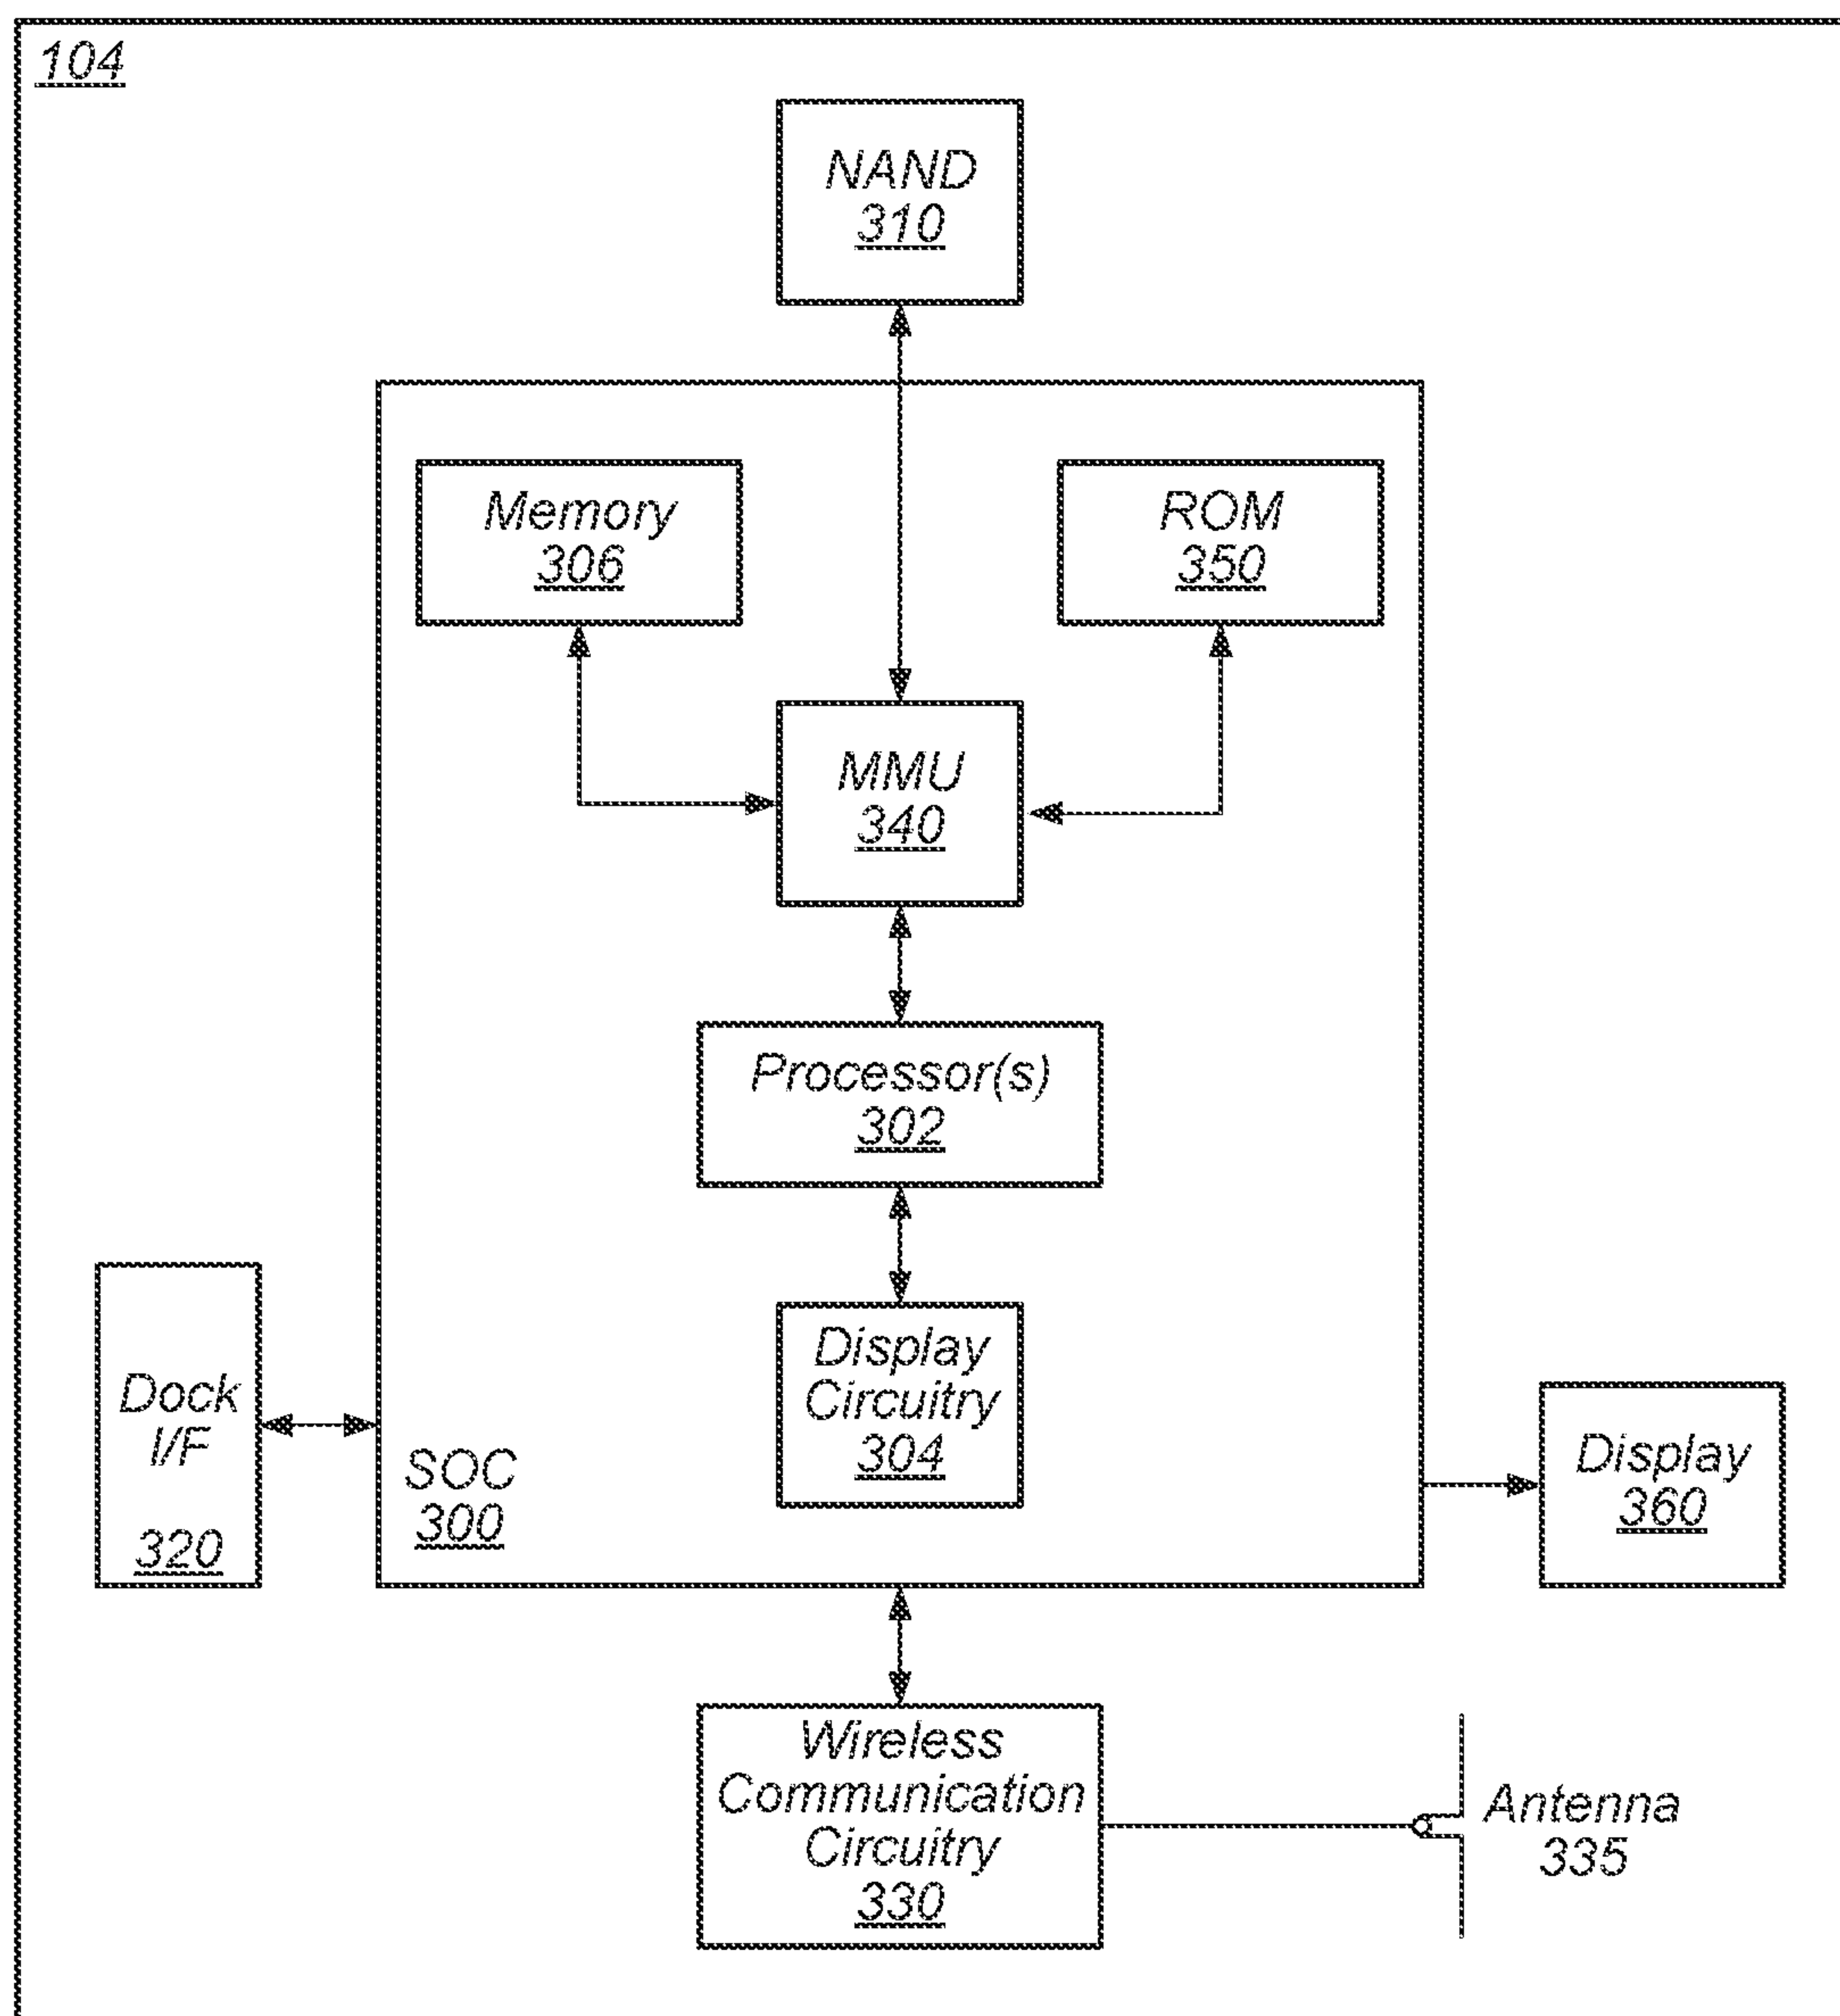 104
NAND
310
Memory
306
ROM
350
MMU
340
Processor(s)
302
Display
Circuitry
304
Dock
I/F
320
SOC
300
Display
360
Wireless
Communication
Circuitry
330
Antenna
335